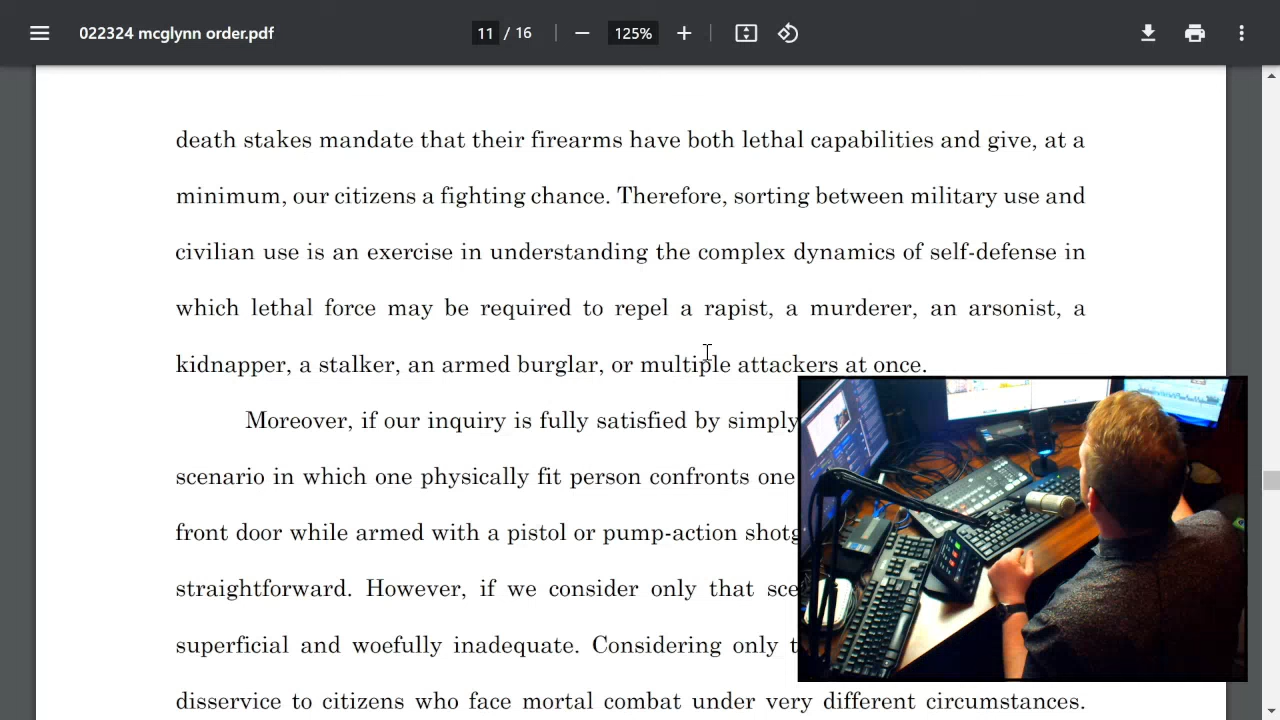 022324 mcglynn order.pdf
11 / 16
125%
death stakes mandate that their firearms have both lethal capabilities and give, at a
minimum, our citizens a fighting chance. Therefore, sorting between military use and
civilian use is an exercise in understanding the complex dynamics of self-defense in
which lethal force may be required to repel a rapist, a murderer, an arsonist, a
kidnapper, a stalker, an armed burglar, or multiple attackers at once.
Moreover, if our inquiry is fully satisfied by simply
scenario in which one physically fit person confronts one
front door while armed with a pistol or pump-action
straightforward. However, if we consider only that
superficial and woefully inadequate. Considering only
disservice to citizens who face mortal combat under very different circumstances.